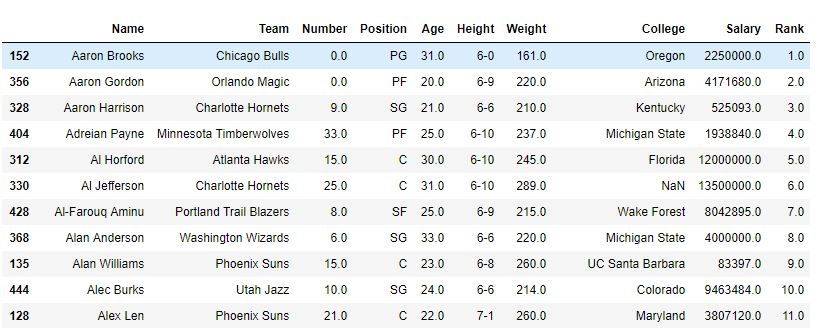 Name Team Number Position Age Height Weight College Salary Rank
152 Aaron Brooks Chicago Bulls 0.0 PG 31.0 6-0 161.0 Oregon 2250000.0 1.0
356 Aaron Gordon Orlando Magic 0.0 PF 20.0 6-9 220.0 Arizona 4171680.0 2.0
328 Aaron Harrison Charlotte Hornets 9.0 SG 21.0 6-6 210.0 Kentucky 525093.0 3.0
404 Adreian Payne Minnesota Timberwolves 33.0 PF 25.0 6-10 237.0 Michigan State 1938840.0 4.0
312 Al Horford Atlanta Hawks 15.0 C 30.0 6-10 245.0 Florida 12000000.0 5.0
330 Al Jefferson Charlotte Hornets 25.0 C 31.0 6-10 289.0 NaN 13500000.0 6.0
428 Al-Farouq Aminu Portland Trail Blazers 8.0 SF 25.0 6-9 215.0 Wake Forest 8042895.0 7.0
368 Alan Anderson Washington Wizards 6.0 SG 33.0 6-6 220.0 Michigan State 4000000.0 8.0
135 Alan Williams Phoenix Suns 15.0 C 23.0 6-8 260.0 UC Santa Barbara 83397.0 9.0
444 Alec Burks Utah Jazz 10.0 SG 24.0 6-6 214.0 Colorado 9463484.0 10.0
128 Alex Len Phoenix Suns 21.0 C 22.0 7-1 260.0 Maryland 3807120.0 11.0